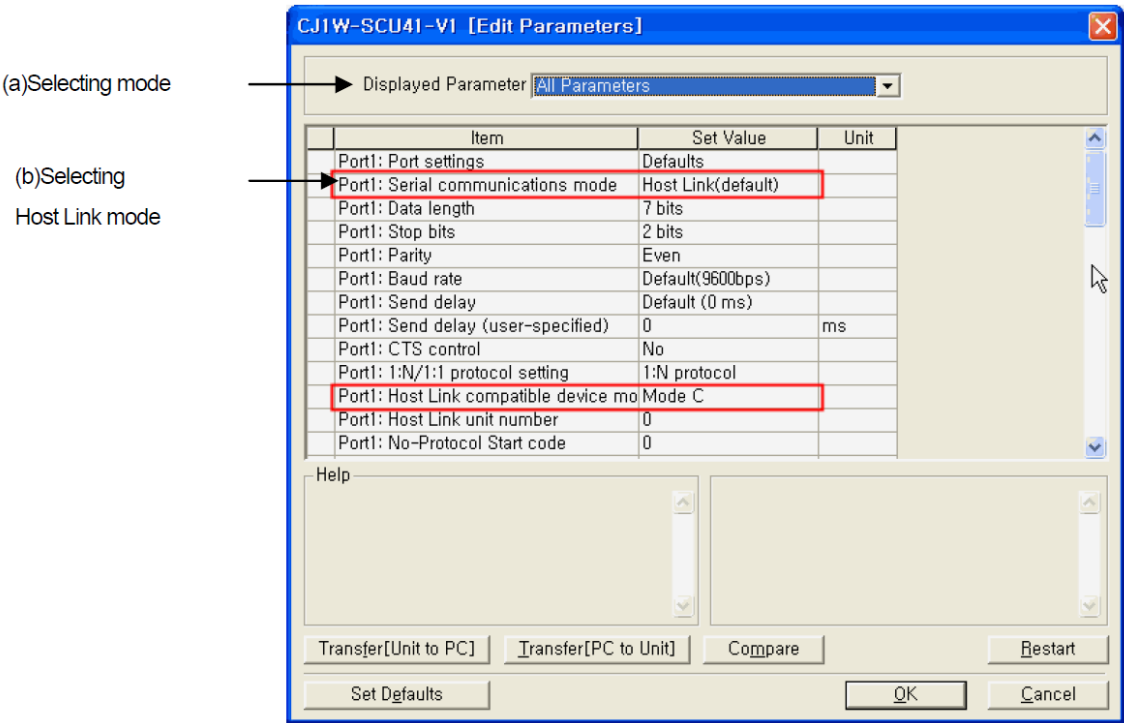 CJ1W-SCU41-V1 [Edit Parameters]
(a)Selecting mode
Displayed Parameter All Parameters
Item Set Value Unit
Port1: Port settings Defaults
(b)Selecting
Host Link mode
Port1: Serial communications mode Host Link(default)
Port1: Data length 7 bits
Port1: Stop bits 2 bits
Port1: Parity Even
Port1: Baud rate Default(9600bps)
Port1: Send delay Default (0 ms)
Port1: Send delay (user-specified) 0 ms
Port1: CTS control No
Port1: 1:N/1:1 protocol setting 1:N protocol
Port1: Host Link compatible device mo Mode C
Port1: Host Link unit number 0
Port1: No-Protocol Start code 0
Help
Transfer[Unit to PC] Transfer[PC to Unit] Compare Restart
Set Defaults OK Cancel